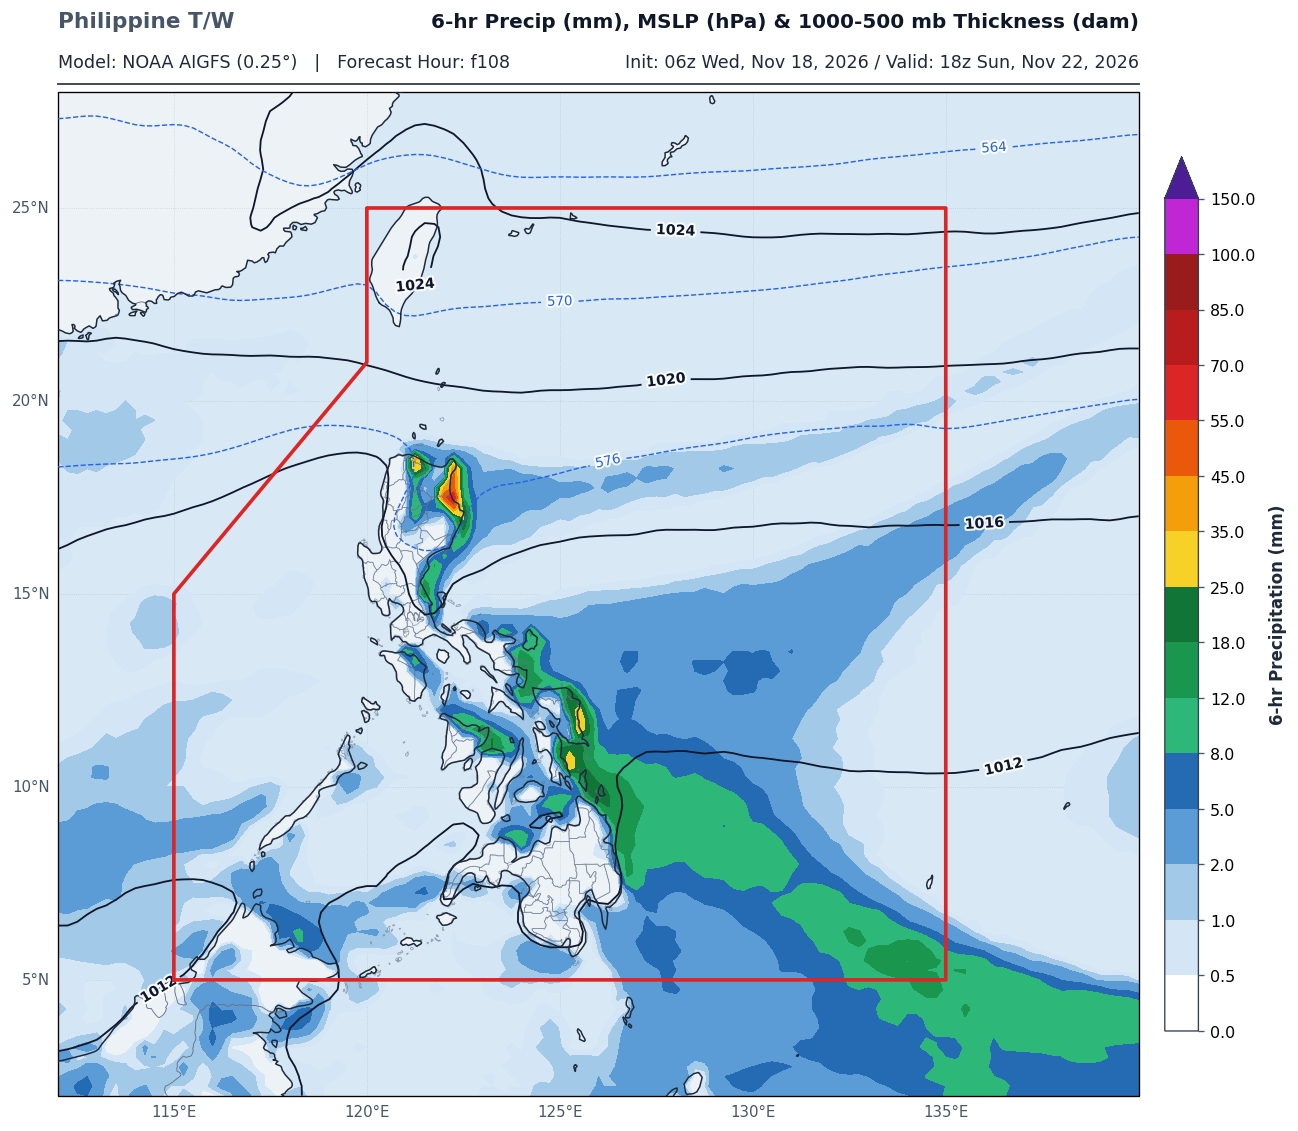 Philippine T/W
6-hr Precip (mm), MSLP (hPa) & 1000-500 mb Thickness (dam)
Model: NOAA AIGFS (0.25°) | Forecast Hour: f108
Init: 06z Wed, Nov 18, 2026 / Valid: 18z Sun, Nov 22, 2026
564
25°N
1024
1024
570
1020
20°N
576
1016
15°N
1012
10°N
1012
5°N
115°E
120°E
125°E
130°E
135°E
150.0
100.0
85.0
70.0
55.0
45.0
35.0
25.0
18.0
12.0
8.0
5.0
2.0
1.0
0.5
0.0
6-hr Precipitation (mm)